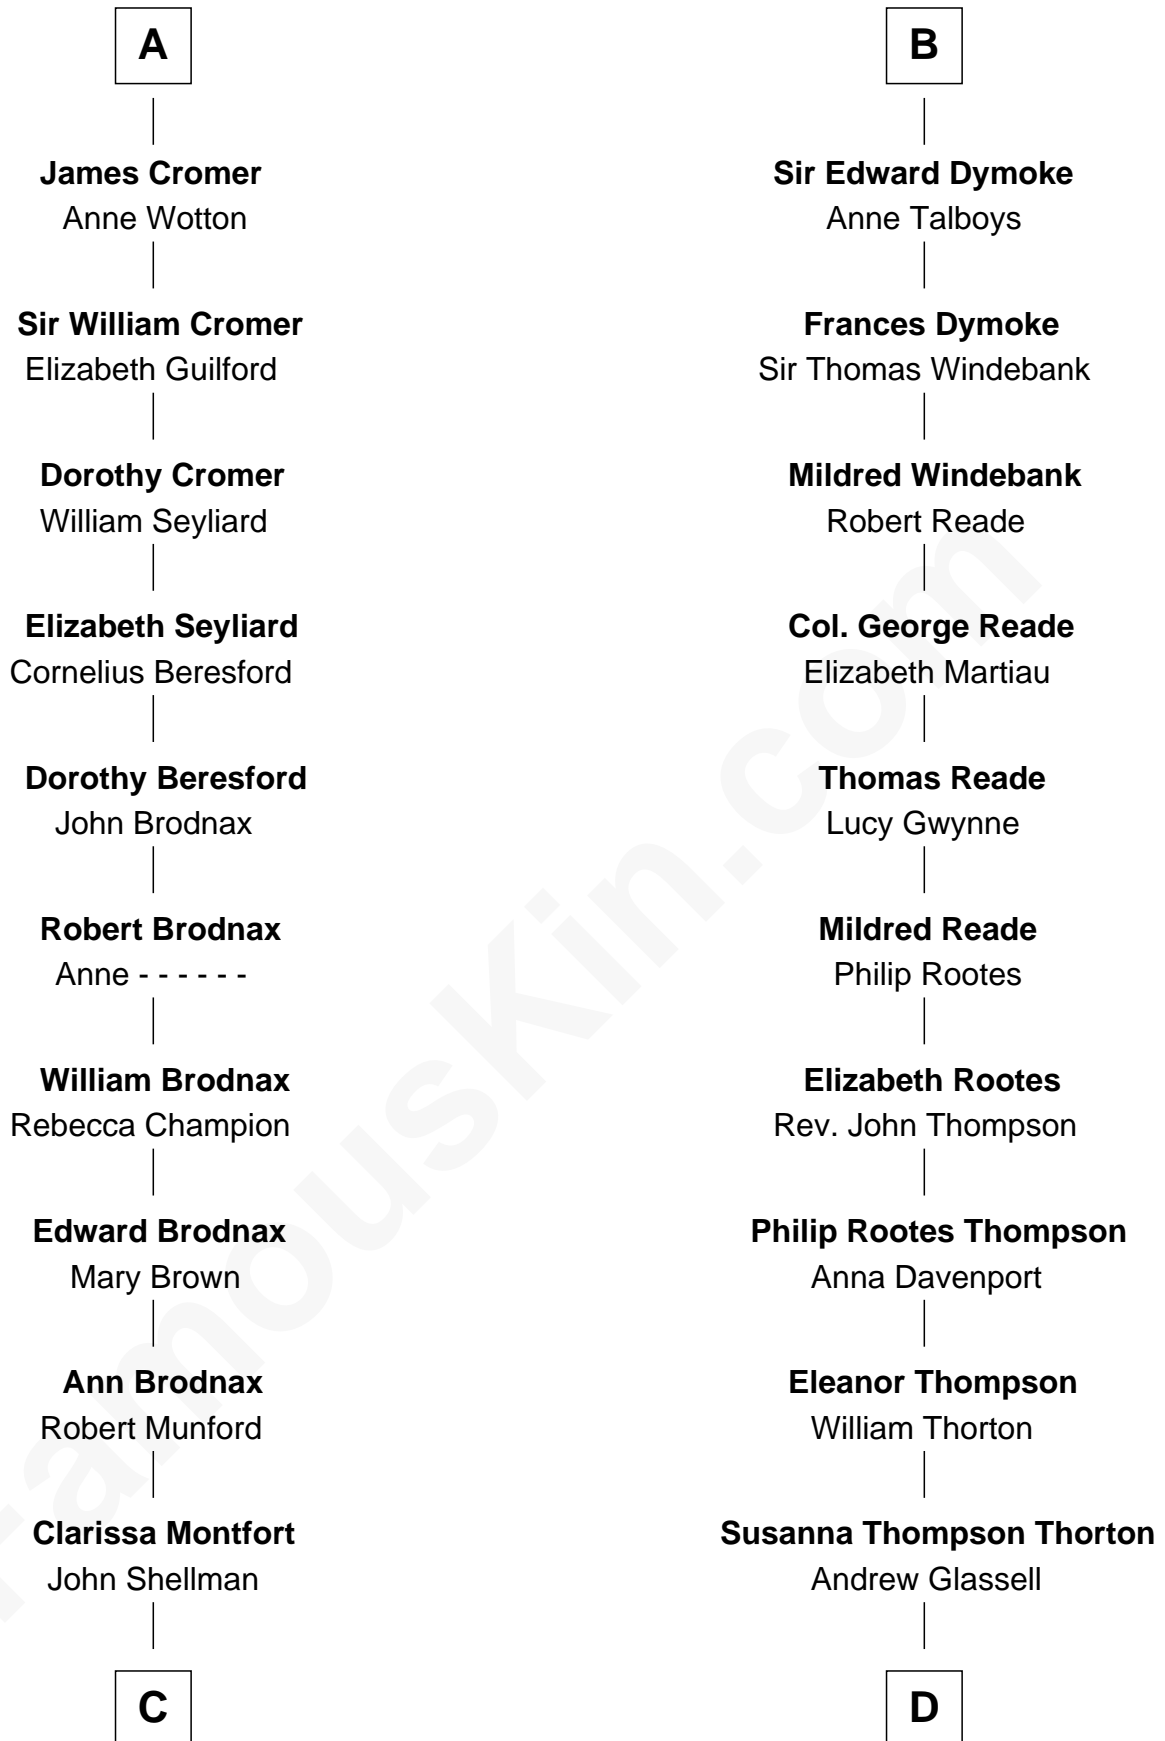 A
James Cromer
Anne Wotton
Sir William Cromer
Elizabeth Guilford
Dorothy Cromer
William Seyliard
Elizabeth Seyliard
Cornelius Beresford
Dorothy Beresford
John Brodnax
Robert Brodnax
Anne - - - - - -
William Brodnax
Rebecca Champion
Edward Brodnax
Mary Brown
Ann Brodnax
Robert Munford
Clarissa Montfort
John Shellman
C
B
Sir Edward Dymoke
Anne Talboys
Frances Dymoke
Sir Thomas Windebank
Mildred Windebank
Robert Reade
Col. George Reade
Elizabeth Martiau
Thomas Reade
Lucy Gwynne
Mildred Reade
Philip Rootes
Elizabeth Rootes
Rev. John Thompson
Philip Rootes Thompson
Anna Davenport
Eleanor Thompson
William Thorton
Susanna Thompson Thorton
Andrew Glassell
D
FamousKin.com